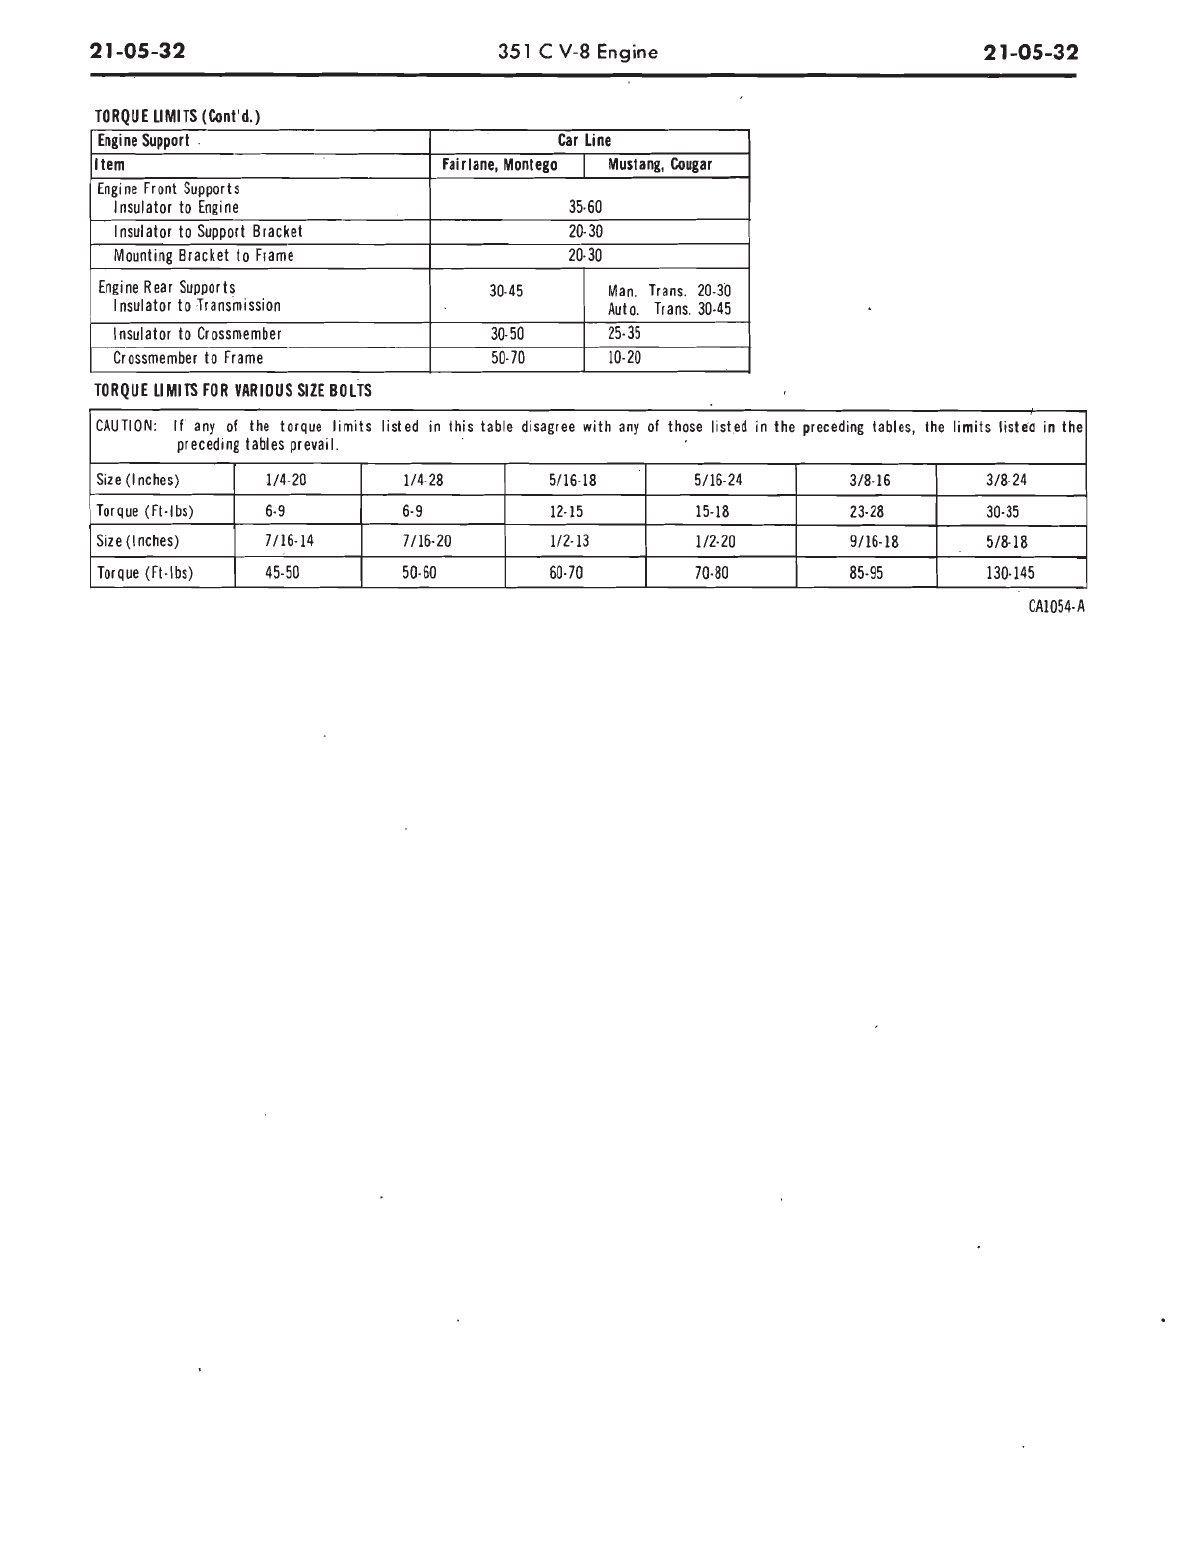 21-05-32 351 C V-8 Engine 21-05-32
TORQUE LIMITS (Cont'd.)
Engine Support Car Line
Item Fairlane, Montego Mustang, Cougar
Engine Front Supports
Insulator to Engine 35-60
Insulator to Support Bracket 20-30
Mounting Bracket to Frame 20-30
Engine Rear Supports 30-45 Man. Trans. 20-30
Insulator to Transmission Auto. Trans. 30-45
Insulator to Crossmember 30-50 25-35
Crossmember to Frame 50-70 10-20
TORQUE LIMITS FOR VARIOUS SIZE BOLTS
CAUTION: If any of the torque limits listed in this table disagree with any of those listed in the preceding tables, the limits listed in the
preceding tables prevail.
Size (Inches) 1/4-20 1/4-28 5/16-18 5/16-24 3/8-16 3/8-24
Torque (Ft-lbs) 6-9 6-9 12-15 15-18 23-28 30-35
Size (Inches) 7/16-14 7/16-20 1/2-13 1/2-20 9/16-18 5/8-18
Torque (Ft-lbs) 45-50 50-60 60-70 70-80 85-95 130-145
CA1054-A